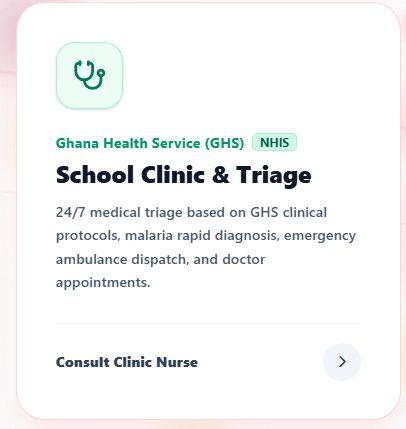 Ghana Health Service (GHS) NHIS
School Clinic & Triage
24/7 medical triage based on GHS clinical
protocols, malaria rapid diagnosis, emergency
ambulance dispatch, and doctor
appointments.
Consult Clinic Nurse